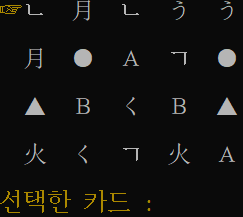 ☞ㄴ 月 ㄴ う う
月 ● A ㄱ ●
▲ B く B ▲
火 く ㄱ 火 A
선택한 카드 :